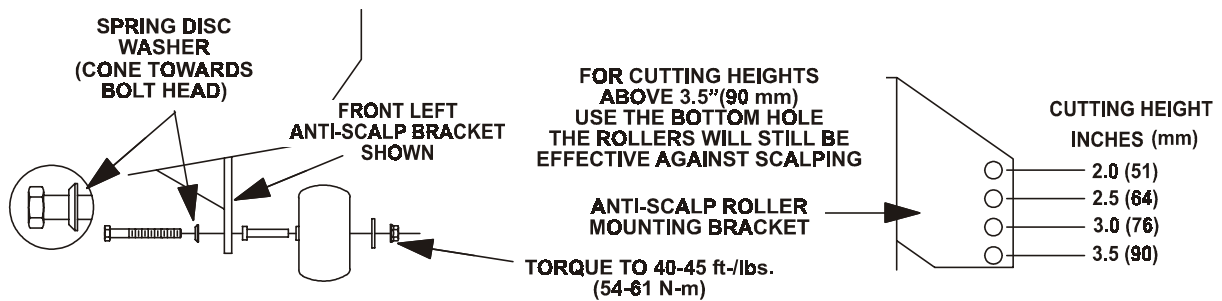 SPRING DISC
WASHER
(CONE TOWARDS
BOLT HEAD)
FRONT LEFT
ANTI-SCALP BRACKET
SHOWN
TORQUE TO 40-45 ft-/lbs.
(54-61 N-m)
FOR CUTTING HEIGHTS
ABOVE 3.5"(90 mm)
USE THE BOTTOM HOLE
THE ROLLERS WILL STILL BE
EFFECTIVE AGAINST SCALPING
ANTI-SCALP ROLLER
MOUNTING BRACKET
CUTTING HEIGHT
INCHES (mm)
2.0 (51)
2.5 (64)
3.0 (76)
3.5 (90)